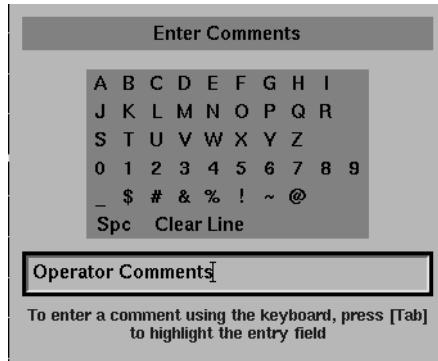 Enter Comments
A B C D E F G H I
J K L M N O P Q R
S T U V W X Y Z
0 1 2 3 4 5 6 7 8 9
_ $ # & % ! ~ @
Spc Clear Line
Operator Comments
To enter a comment using the keyboard, press [Tab]
to highlight the entry field